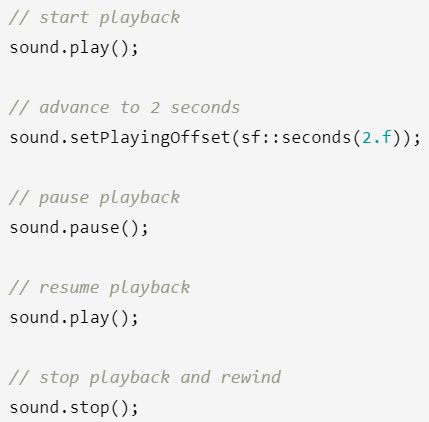 // start playback
sound.play();
// advance to 2 seconds
sound.setPlayingOffset(sf::seconds(2.f));
// pause playback
sound.pause();
// resume playback
sound.play();
// stop playback and rewind
sound.stop();